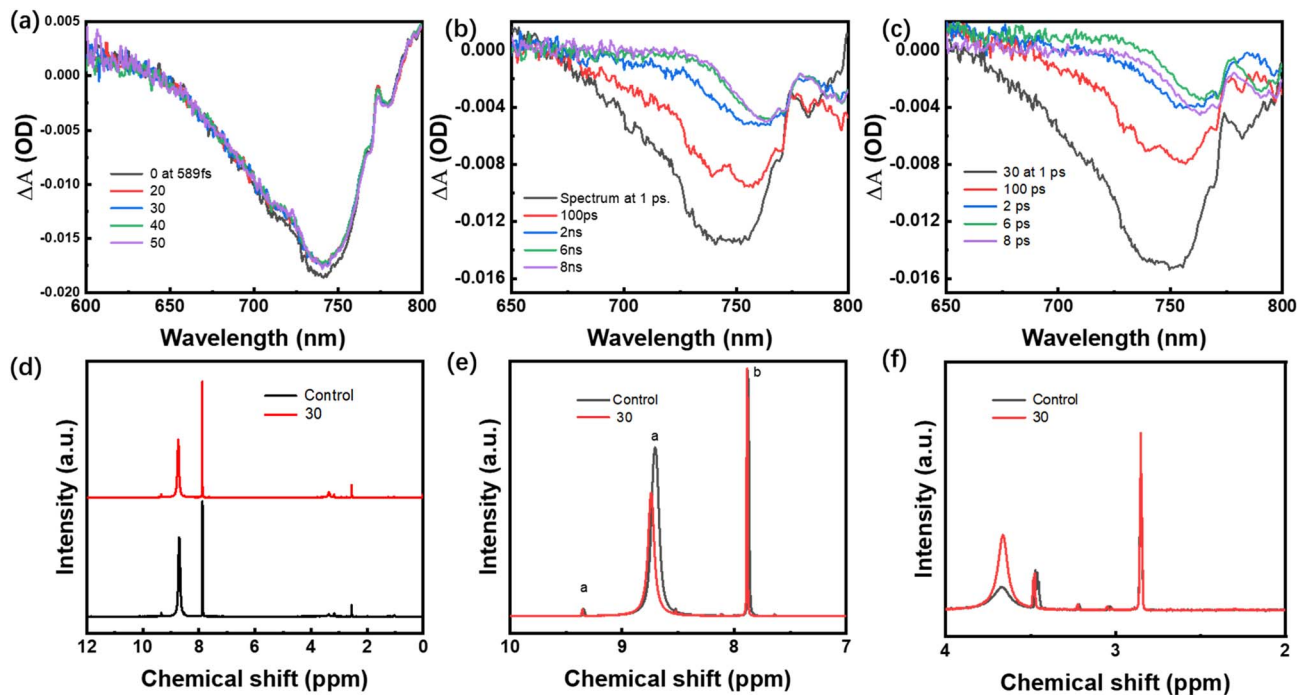 (a)
0.005
0.000
-0.005
-0.010
-0.015
-0.020
ΔA (OD)
0 at 589fs
20
30
40
50
600
650
700
750
800
Wavelength (nm)
(b)
0.000
-0.004
-0.008
-0.012
-0.016
ΔA (OD)
Spectrum at 1 ps.
100ps
2ns
6ns
8ns
650
700
750
800
Wavelength (nm)
(c)
0.000
-0.004
-0.008
-0.012
-0.016
ΔA (OD)
30 at 1 ps
100 ps
2 ps
6 ps
8 ps
650
700
750
800
Wavelength (nm)
(d)
Intensity (a.u.)
Control
30
12
8
4
0
Chemical shift (ppm)
(e)
Intensity (a.u.)
Control
30
a
a
b
10
9
8
7
Chemical shift (ppm)
(f)
Intensity (a.u.)
Control
30
4
3
2
Chemical shift (ppm)